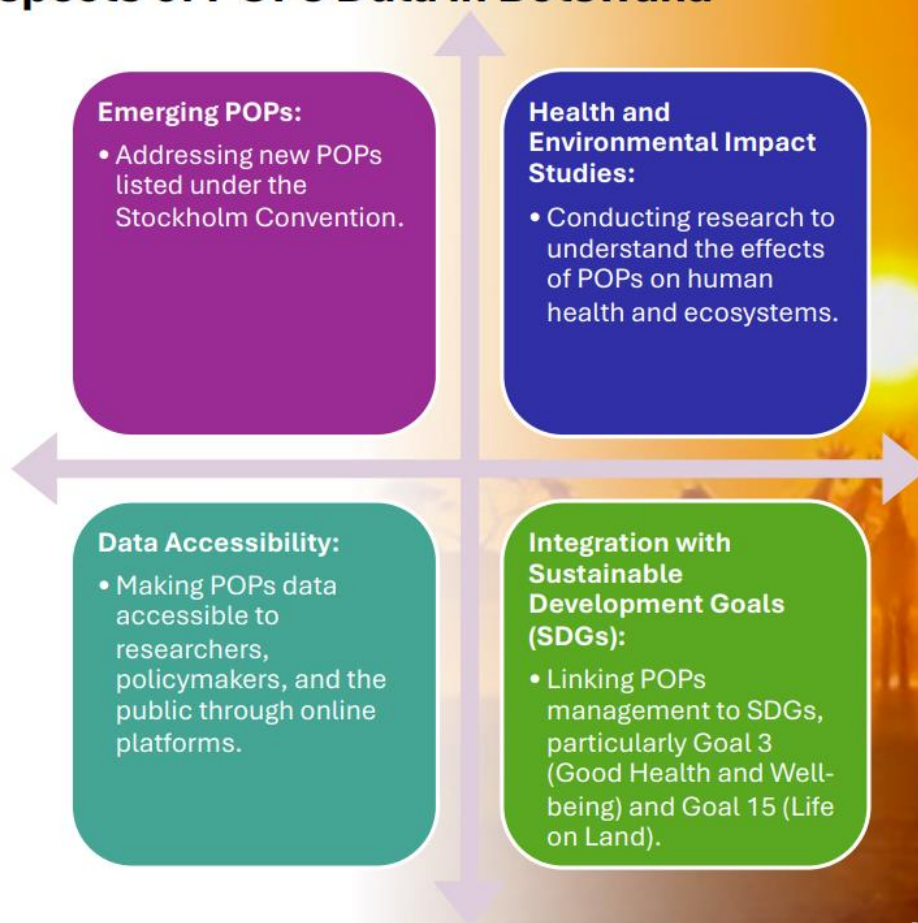 Data in Botswana
Emerging POPs:
• Addressing new POPs
listed under the
Stockholm Convention.
Health and
Environmental Impact
Studies:
• Conducting research to
understand the effects
of POPs on human
health and ecosystems.
Data Accessibility:
• Making POPs data
accessible to
researchers,
policymakers, and the
public through online
platforms.
Integration with
Sustainable
Development Goals
(SDGs):
• Linking POPs
management to SDGs,
particularly Goal 3
(Good Health and Well-
being) and Goal 15 (Life
on Land).